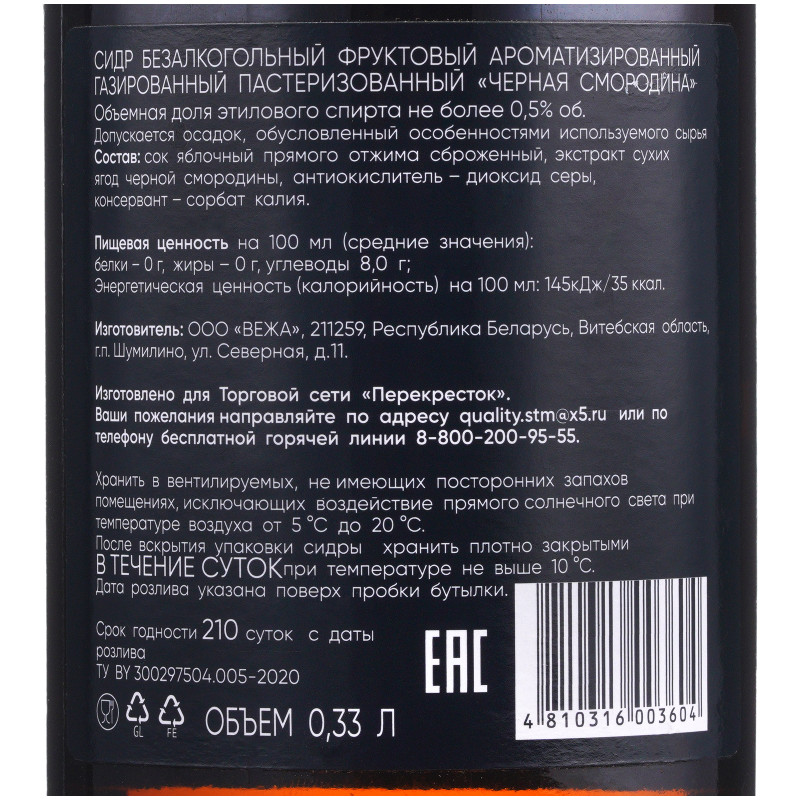 СИДР БЕЗАЛКОГОЛЬНЫЙ ФРУКТОВЫЙ АРОМАТИЗИРОВАННЫЙ
ГАЗИРОВАННЫЙ ПАСТЕРИЗОВАННЫЙ «ЧЕРНАЯ СМОРОДИНА»
Объемная доля этилового спирта не более 0,5% об.
Допускается осадок, обусловленный особенностями используемого сырья
Состав: сок яблочный прямого отжима сброженный, экстракт сухих
ягод черной смородины, антиокислитель – диоксид серы,
консервант – сорбат калия.
Пищевая ценность на 100 мл (средние значения):
белки – 0 г, жиры – 0 г, углеводы 8,0 г;
Энергетическая ценность (калорийность) на 100 мл: 145кДж/35 ккал.
Изготовитель: ООО «ВЕЖА», 211259, Республика Беларусь, Витебская область,
г.п. Шумилино, ул. Северная, д.11.
Изготовлено для Торговой сети «Перекресток».
Ваши пожелания направляйте по адресу quality.stm@x5.ru или по
телефону бесплатной горячей линии 8-800-200-95-55.
Хранить в вентилируемых, не имеющих посторонних запахов
помещениях, исключающих воздействие прямого солнечного света при
температуре воздуха от 5 °С до 20 °С.
После вскрытия упаковки сидры хранить плотно закрытыми
В ТЕЧЕНИЕ СУТОК при температуре не выше 10 °С.
Дата розлива указана поверх пробки бутылки.
Срок годности 210 суток с даты
розлива
ТУ BY 300297504.005-2020
EAC
GL FE
ОБЪЕМ 0,33 Л
4 810316 003604